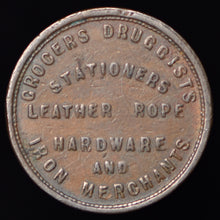 GROCERS DRUGGISTS
STATIONERS
LEATHER ROPE
HARDWARE
AND
IRON MERCHANTS